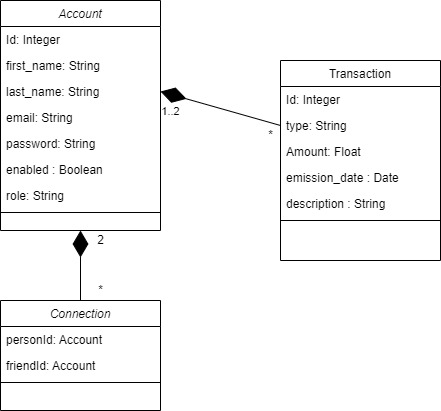 Account
Id: Integer
first_name: String
last_name: String
email: String
password: String
enabled : Boolean
role: String
1..2
*
Transaction
Id: Integer
type: String
Amount: Float
emission_date : Date
description : String
2
*
Connection
personId: Account
friendId: Account